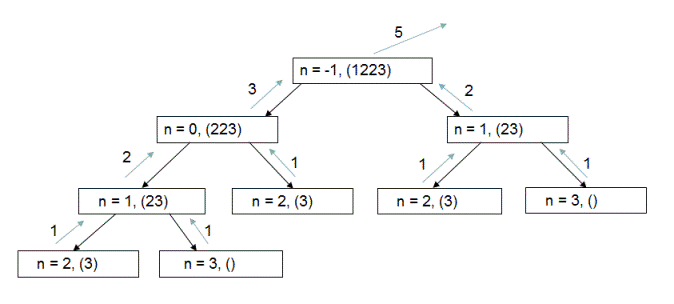 5
n = -1, (1223)
3
2
n = 0, (223)
n = 1, (23)
2
1
1
1
n = 1, (23)
n = 2, (3)
n = 2, (3)
n = 3, ()
1
1
n = 2, (3)
n = 3, ()